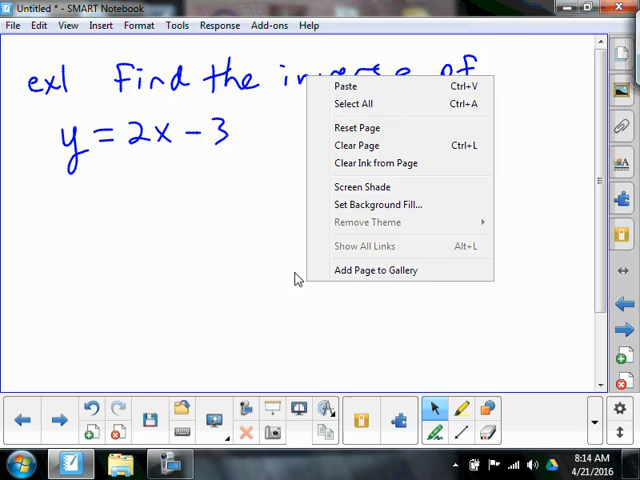 Untitled * - SMART Notebook
File Edit View Insert Format Tools Response Add-ons Help
ex1 Find the inverse of
y = 2x - 3
Paste Ctrl+V
Select All Ctrl+A
Reset Page
Clear Page Ctrl+L
Clear Ink from Page
Screen Shade
Set Background Fill...
Remove Theme
Show All Links Alt+L
Add Page to Gallery
8:14 AM
4/21/2016